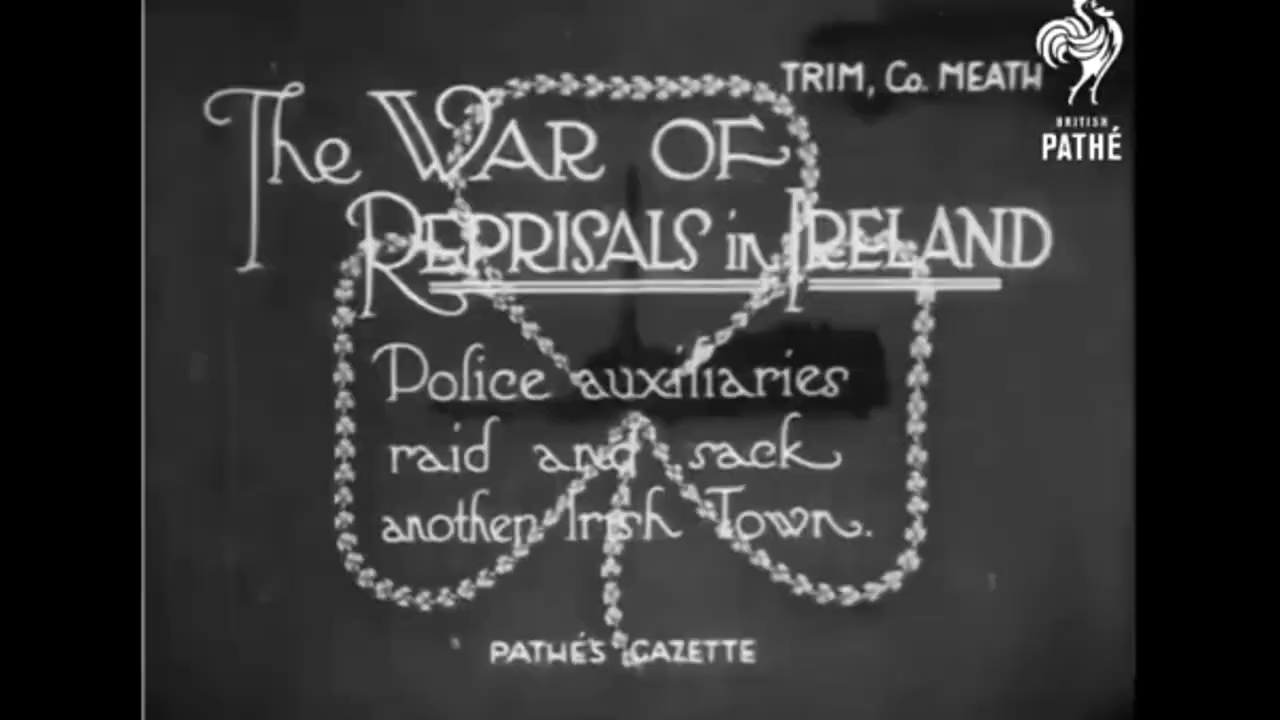 TRIM, Co. MEATH
BRITISH
PATHÉ
The WAR OF
REPRISALS in IRELAND
Police auxiliaries
raid and sack
another Irish Town.
PATHÉ'S GAZETTE